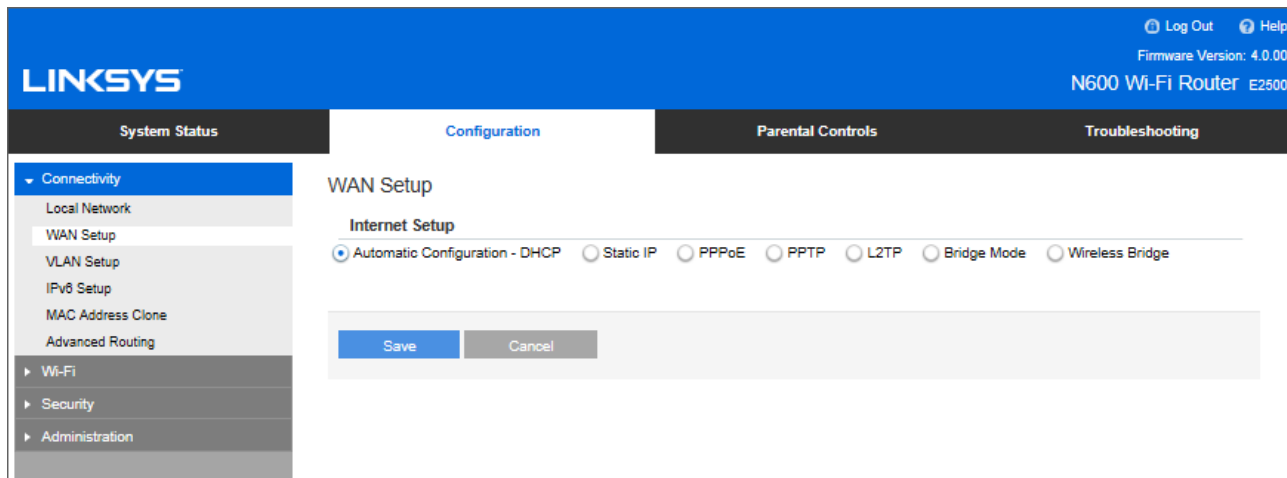 Log Out Help
Firmware Version: 4.0.00
LINKSYS
N600 Wi-Fi Router E2500
System Status Configuration Parental Controls Troubleshooting
Connectivity
Local Network
WAN Setup
VLAN Setup
IPv6 Setup
MAC Address Clone
Advanced Routing
Wi-Fi
Security
Administration
WAN Setup
Internet Setup
Automatic Configuration - DHCP Static IP PPPoE PPTP L2TP Bridge Mode Wireless Bridge
Save Cancel